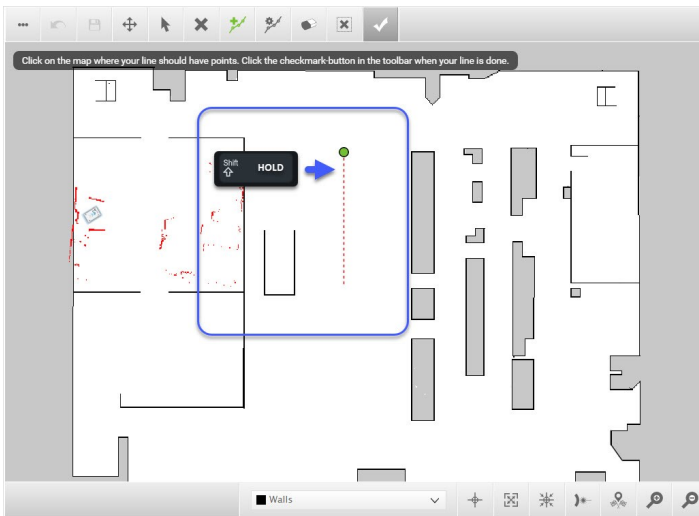 Click on the map where your line should have points. Click the checkmark-button in the toolbar when your line is done.
Shift
HOLD
Walls